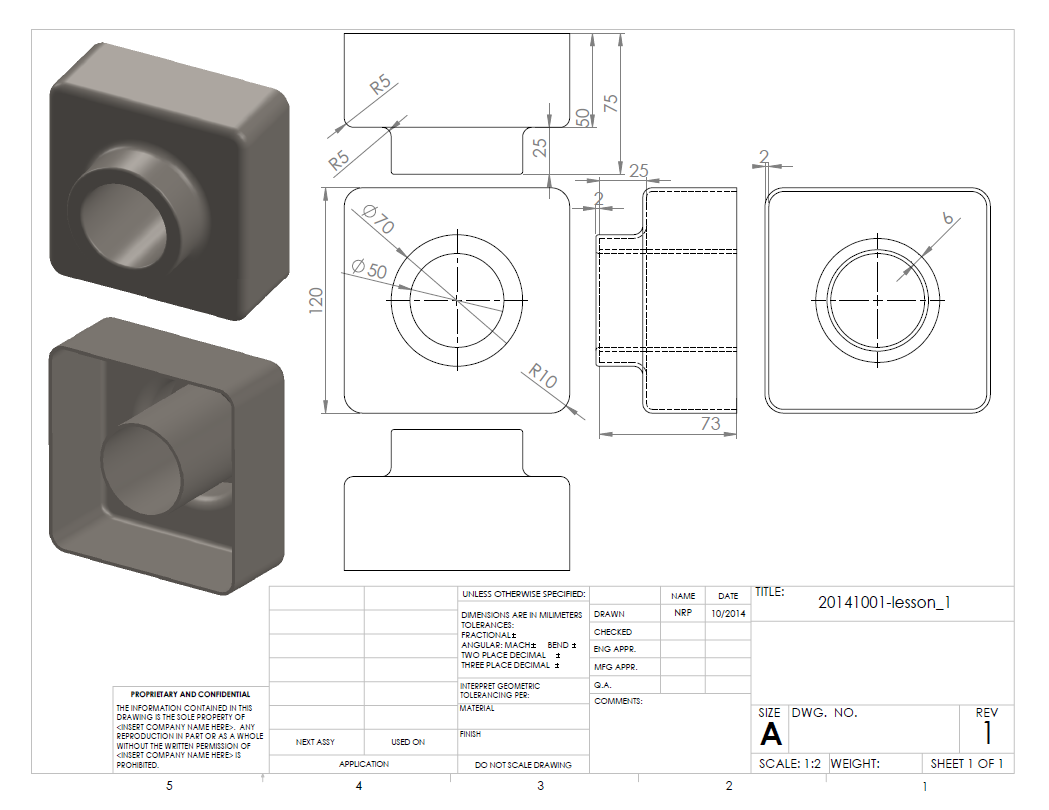 R5
R5
50
75
25
25
2
2
Ø70
Ø50
6
120
R10
73
UNLESS OTHERWISE SPECIFIED:
DIMENSIONS ARE IN MILIMETERS
TOLERANCES:
FRACTIONAL±
ANGULAR: MACH± BEND ±
TWO PLACE DECIMAL ±
THREE PLACE DECIMAL ±
INTERPRET GEOMETRIC
TOLERANCING PER:
MATERIAL
FINISH
DO NOT SCALE DRAWING
NAME DATE
DRAWN NRP 10/2014
CHECKED
ENG APPR.
MFG APPR.
Q.A.
COMMENTS:
TITLE:
20141001-lesson_1
SIZE DWG. NO. REV
A 1
SCALE: 1:2 WEIGHT: SHEET 1 OF 1
PROPRIETARY AND CONFIDENTIAL
THE INFORMATION CONTAINED IN THIS
DRAWING IS THE SOLE PROPERTY OF
<INSERT COMPANY NAME HERE>. ANY
REPRODUCTION IN PART OR AS A WHOLE
WITHOUT THE WRITTEN PERMISSION OF
<INSERT COMPANY NAME HERE> IS
PROHIBITED.
NEXT ASSY USED ON
APPLICATION
5 4 3 2 1